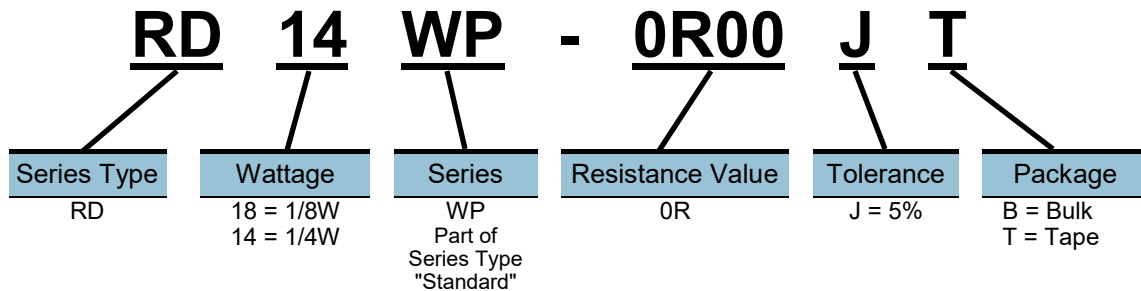 RD 14 WP - 0R00 J T
Series Type Wattage Series Resistance Value Tolerance Package
RD 18 = 1/8W WP 0R J = 5% B = Bulk
14 = 1/4W Part of T = Tape
Series Type
"Standard"